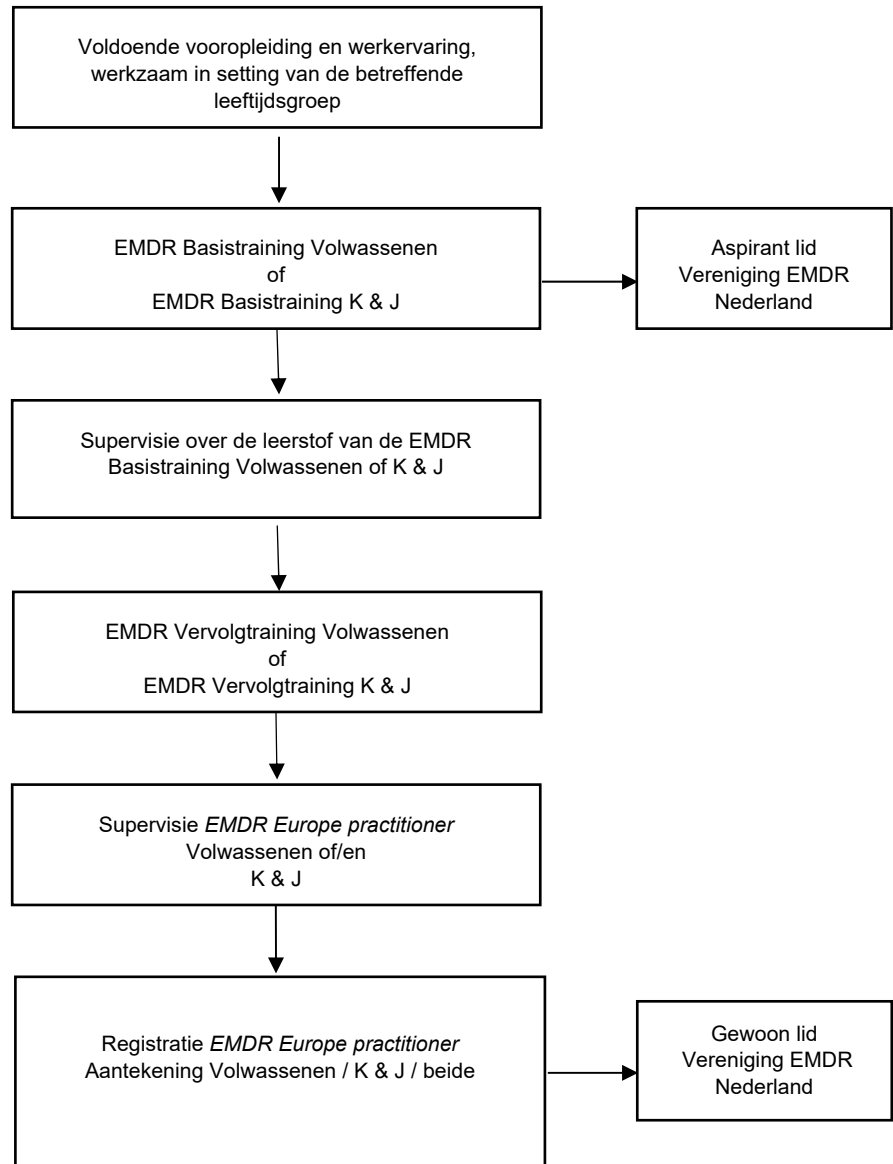 Voldoende vooropleiding en werkervaring,
werkzaam in setting van de betreffende
leeftijdsgroep
EMDR Basistraining Volwassenen
of
EMDR Basistraining K & J
Aspirant lid
Vereniging EMDR
Nederland
Supervisie over de leerstof van de EMDR
Basistraining Volwassenen of K & J
EMDR Vervolgtraining Volwassenen
of
EMDR Vervolgtraining K & J
Supervisie EMDR Europe practitioner
Volwassenen of/en
K & J
Registratie EMDR Europe practitioner
Aantekening Volwassenen / K & J / beide
Gewoon lid
Vereniging EMDR
Nederland